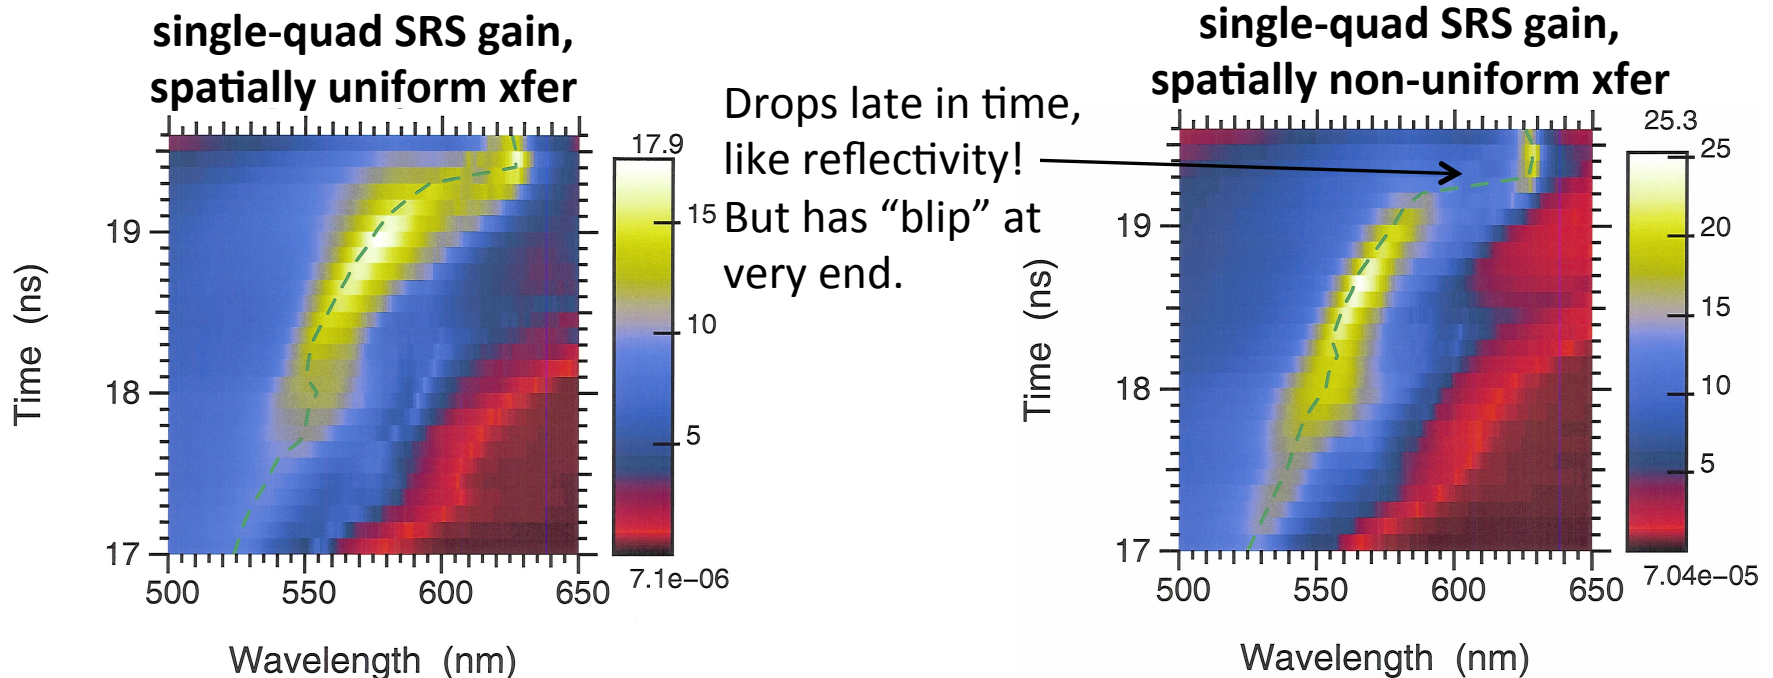 single-quad SRS gain,
spatially uniform xfer
17.9
15
10
5
7.1e−06
19
18
17
500
550
600
650
Time (ns)
Wavelength (nm)
Drops late in time,
like reflectivity!
But has “blip” at
very end.
single-quad SRS gain,
spatially non-uniform xfer
25.3
25
20
15
10
5
7.04e−05
19
18
17
500
550
600
650
Time (ns)
Wavelength (nm)